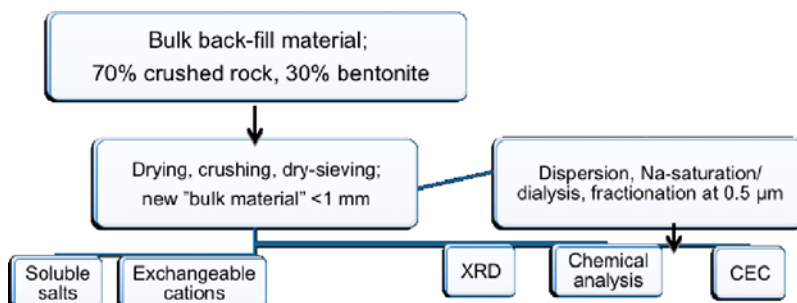 Bulk back-fill material;
70% crushed rock, 30% bentonite
Drying, crushing, dry-sieving;
new ”bulk material” <1 mm
Dispersion, Na-saturation/
dialysis, fractionation at 0.5 µm
Soluble
salts
Exchangeable
cations
XRD
Chemical
analysis
CEC